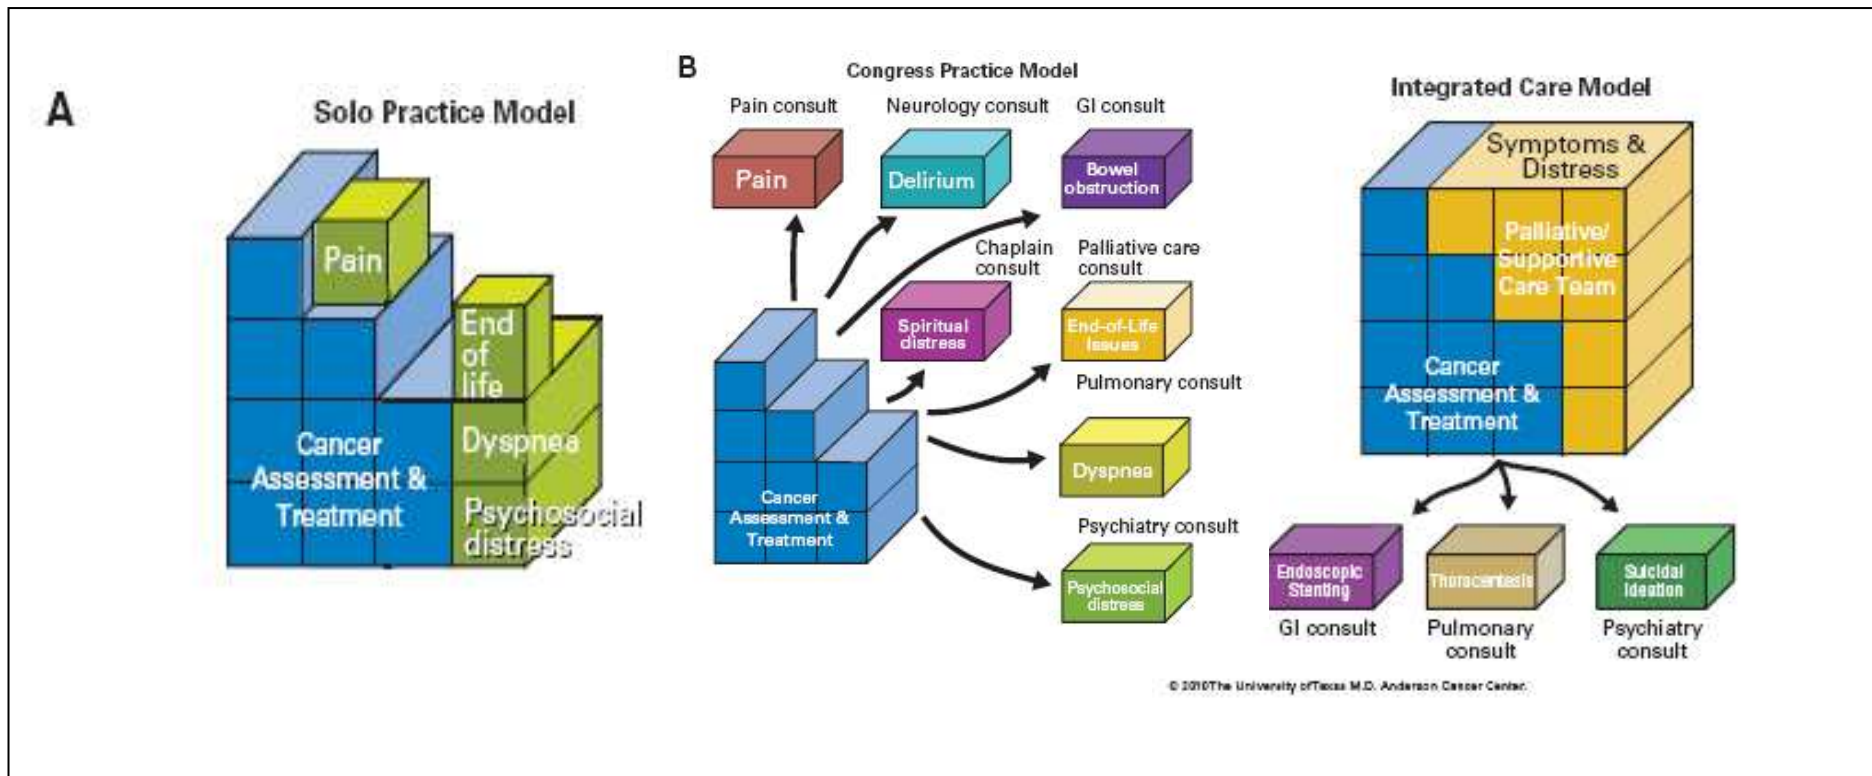 A
Solo Practice Model
Pain
End
of
life
Dyspnea
Psychosocial
distress
Cancer
Assessment &
Treatment
B
Congress Practice Model
Pain consult
Neurology consult
GI consult
Pain
Delirium
Bowel
obstruction
Chaplain
consult
Palliative care
consult
Spiritual
distress
End-of-Life
Issues
Pulmonary consult
Dyspnea
Psychiatry consult
Psychosocial
distress
Cancer
Assessment &
Treatment
Integrated Care Model
Symptoms &
Distress
Palliative/
Supportive
Care Team
Cancer
Assessment &
Treatment
Endoscopic
Stenting
Thoracentesis
Suicidal
Ideation
GI consult
Pulmonary
consult
Psychiatry
consult
© 2010 The University of Texas M.D. Anderson Cancer Center.